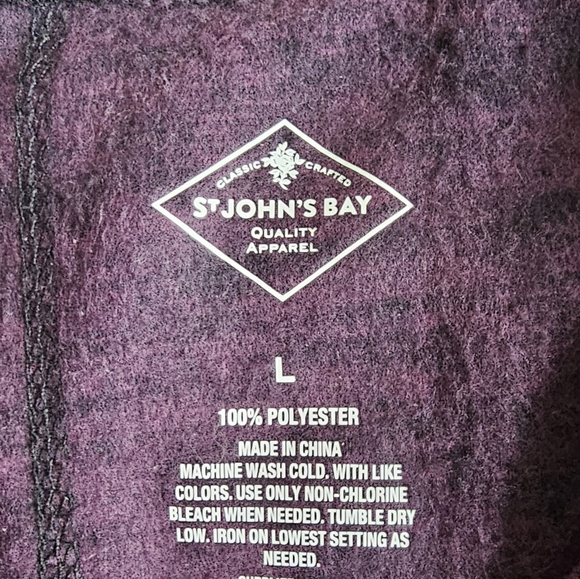 CLASSIC CRAFTED
ST JOHN'S BAY
QUALITY
APPAREL
L
100% POLYESTER
MADE IN CHINA
MACHINE WASH COLD. WITH LIKE
COLORS. USE ONLY NON-CHLORINE
BLEACH WHEN NEEDED. TUMBLE DRY
LOW. IRON ON LOWEST SETTING AS
NEEDED.